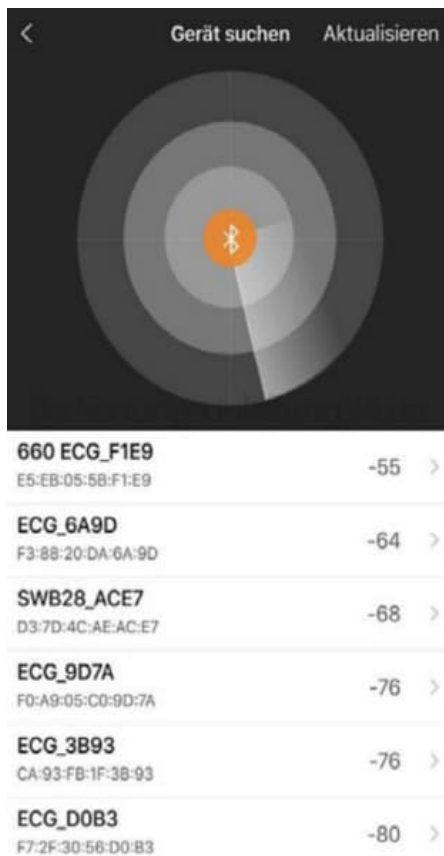 Gerät suchen Aktualisieren
660 ECG_F1E9
E5:EB:05:5B:F1:E9
-55
ECG_6A9D
F3:88:20:DA:6A:9D
-64
SWB28_ACE7
D3:7D:4C:AE:AC:E7
-68
ECG_9D7A
F0:A9:05:C0:9D:7A
-76
ECG_3B93
CA:93:FB:1F:3B:93
-76
ECG_D0B3
F7:2F:30:56:D0:B3
-80